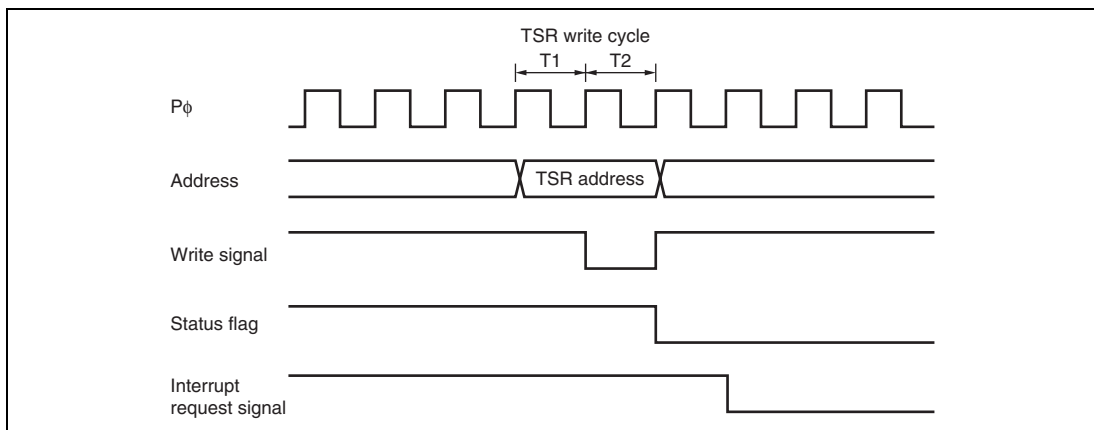 TSR write cycle
T1 T2
Pϕ
Address
TSR address
Write signal
Status flag
Interrupt
request signal